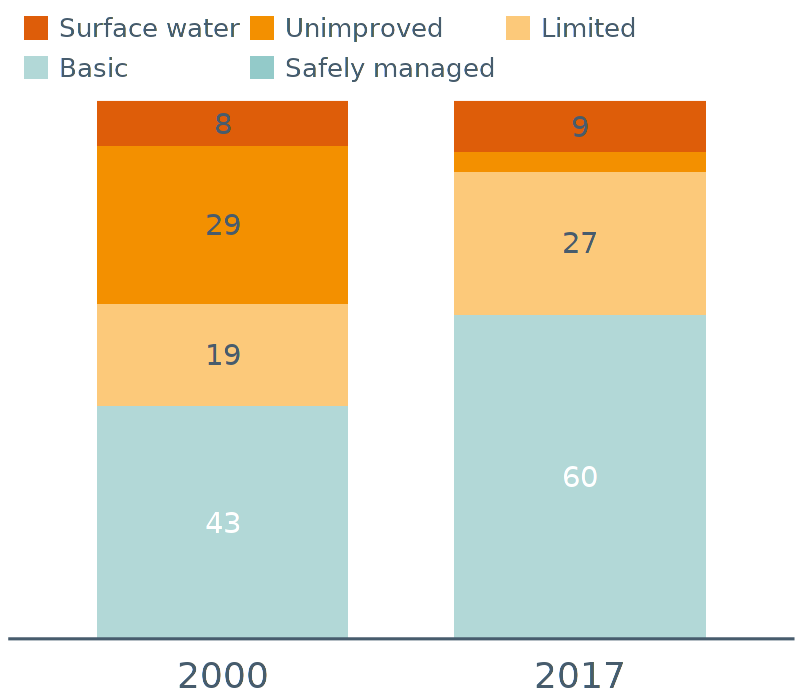 Surface water Unimproved Limited
Basic Safely managed
8 9
29 27
19
43 60
2000 2017